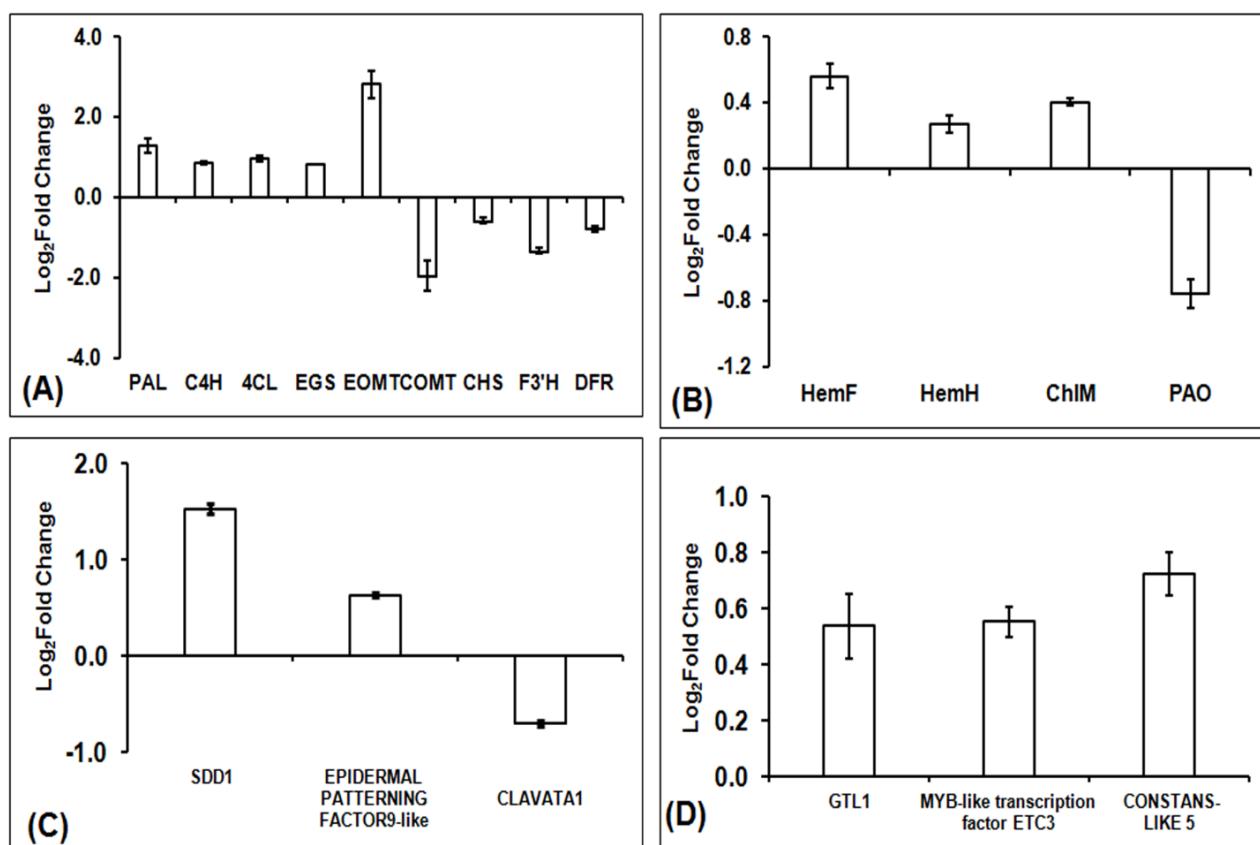 4.0
2.0
0.0
-2.0
-4.0
Log₂Fold Change
PAL C4H 4CL EGS EOMT COMT CHS F3'H DFR
(A)
0.8
0.4
0.0
-0.4
-0.8
-1.2
Log₂Fold Change
HemF HemH ChlM PAO
(B)
2.0
1.0
0.0
-1.0
Log₂Fold Change
SDD1
EPIDERMAL
PATTERNING
FACTOR9-like
CLAVATA1
(C)
1.0
0.8
0.6
0.4
0.2
0.0
Log₂Fold Change
GTL1
MYB-like transcription
factor ETC3
CONSTANS-
LIKE 5
(D)